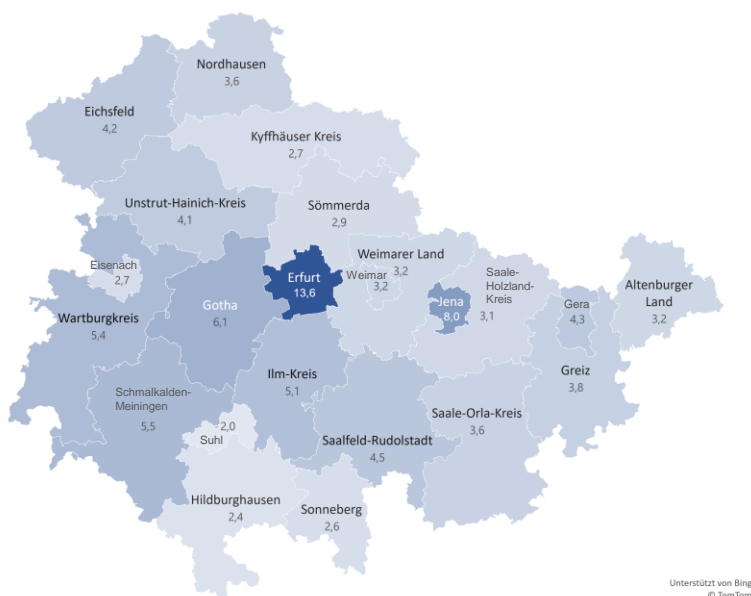 Nordhausen
3,6
Eichsfeld
4,2
Kyffhäuser Kreis
2,7
Unstrut-Hainich-Kreis
4,1
Sömmerda
2,9
Eisenach
2,7
Wartburgkreis
5,4
Gotha
6,1
Erfurt
13,6
Weimarer Land
3,2
Weimar
3,2
Jena
8,0
Saale-
Holzland-
Kreis
3,1
Gera
4,3
Altenburger
Land
3,2
Greiz
3,8
Ilm-Kreis
5,1
Schmalkalden-
Meiningen
5,5
Suhl
2,0
Saalfeld-Rudolstadt
4,5
Saale-Orla-Kreis
3,6
Hildburghausen
2,4
Sonneberg
2,6
Unterstützt von Bing
© TomTom